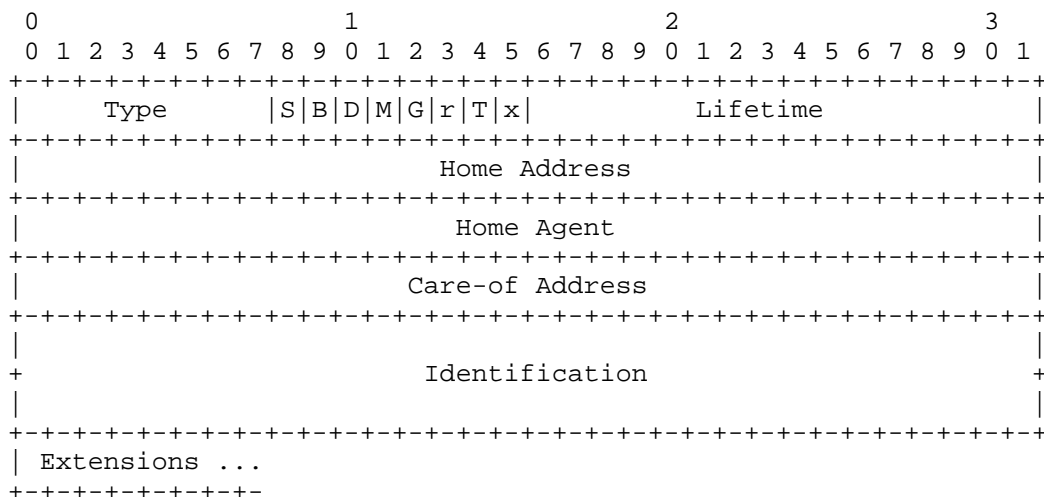 0                   1                   2                   3
0 1 2 3 4 5 6 7 8 9 0 1 2 3 4 5 6 7 8 9 0 1 2 3 4 5 6 7 8 9 0 1
+-+-+-+-+-+-+-+-+-+-+-+-+-+-+-+-+-+-+-+-+-+-+-+-+-+-+-+-+-+-+-+-+
|     Type      |S|B|D|M|G|r|T|x|          Lifetime             |
+-+-+-+-+-+-+-+-+-+-+-+-+-+-+-+-+-+-+-+-+-+-+-+-+-+-+-+-+-+-+-+-+
|                          Home Address                         |
+-+-+-+-+-+-+-+-+-+-+-+-+-+-+-+-+-+-+-+-+-+-+-+-+-+-+-+-+-+-+-+-+
|                           Home Agent                          |
+-+-+-+-+-+-+-+-+-+-+-+-+-+-+-+-+-+-+-+-+-+-+-+-+-+-+-+-+-+-+-+-+
|                        Care-of Address                        |
+-+-+-+-+-+-+-+-+-+-+-+-+-+-+-+-+-+-+-+-+-+-+-+-+-+-+-+-+-+-+-+-+
|                                                               |
+                         Identification                        +
|                                                               |
+-+-+-+-+-+-+-+-+-+-+-+-+-+-+-+-+-+-+-+-+-+-+-+-+-+-+-+-+-+-+-+-+
| Extensions ...
+-+-+-+-+-+-+-+-